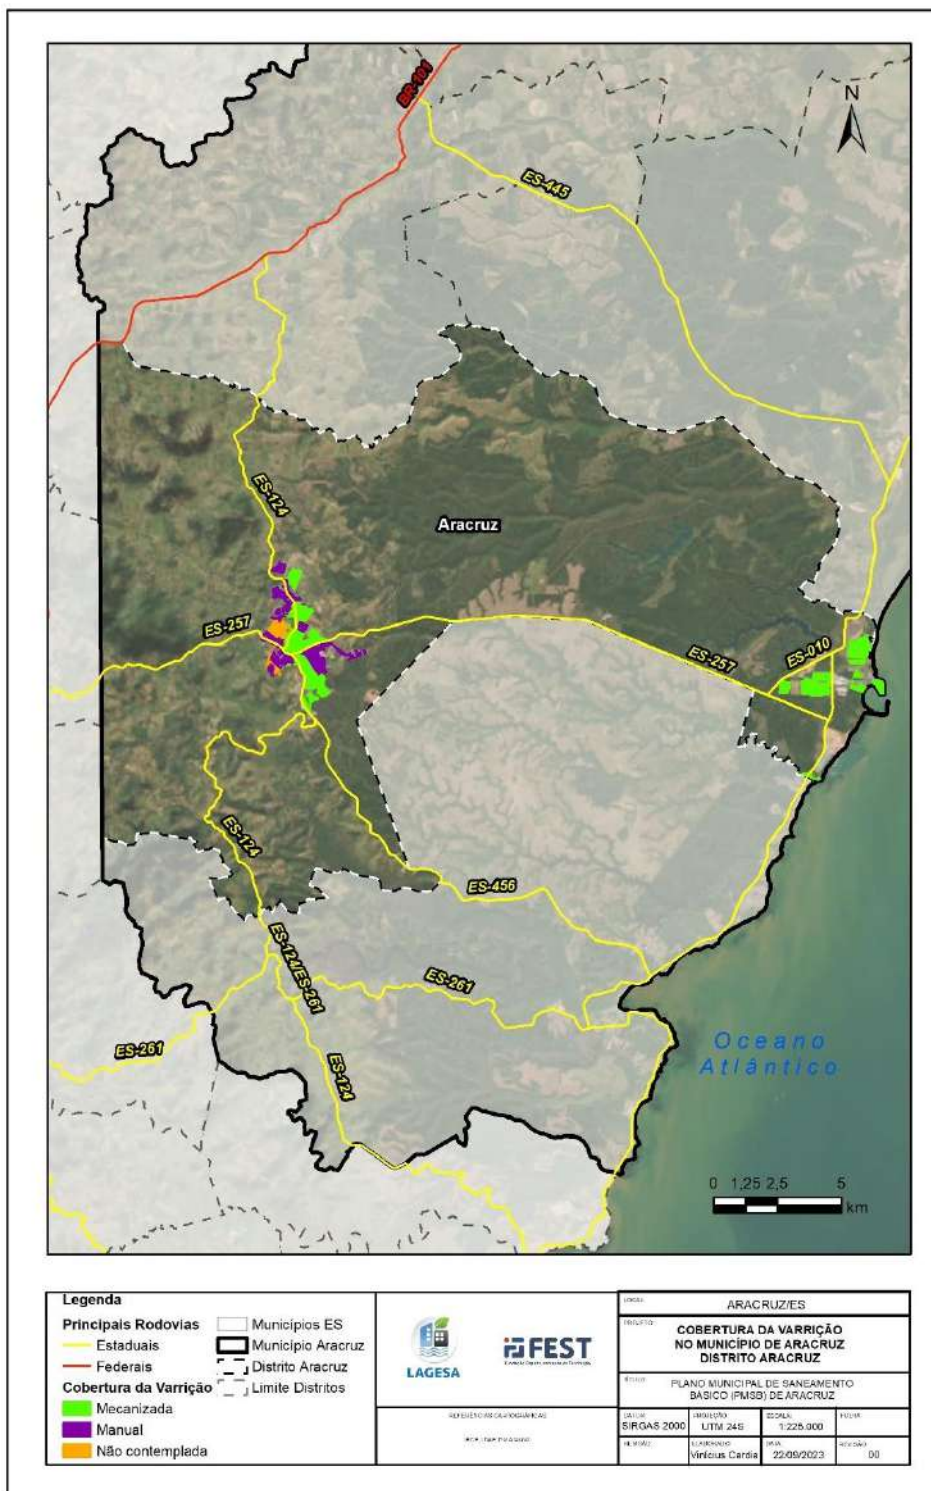 BR-101
N
ES-445
ES-124
Aracruz
ES-257
ES-257
ES-010
ES-124
ES-456
ES-124/ES-261
ES-261
ES-261
ES-124
Oceano
Atlântico
0 1,25 2,5 5
km
Legenda
Principais Rodovias
Estaduais
Federais
Cobertura da Varrição
Mecanizada
Manual
Não contemplada
Municípios ES
Município Aracruz
Distrito Aracruz
Limite Distritos
LAGESA
FEST
ARACRUZ/ES
COBERTURA DA VARRIÇÃO
NO MUNICÍPIO DE ARACRUZ
DISTRITO ARACRUZ
PLANO MUNICIPAL DE SANEAMENTO
BÁSICO (PMSB) DE ARACRUZ
SIRGAS 2000
UTM 24S
1:225.000
Vinícius Cardia
22/09/2023
00